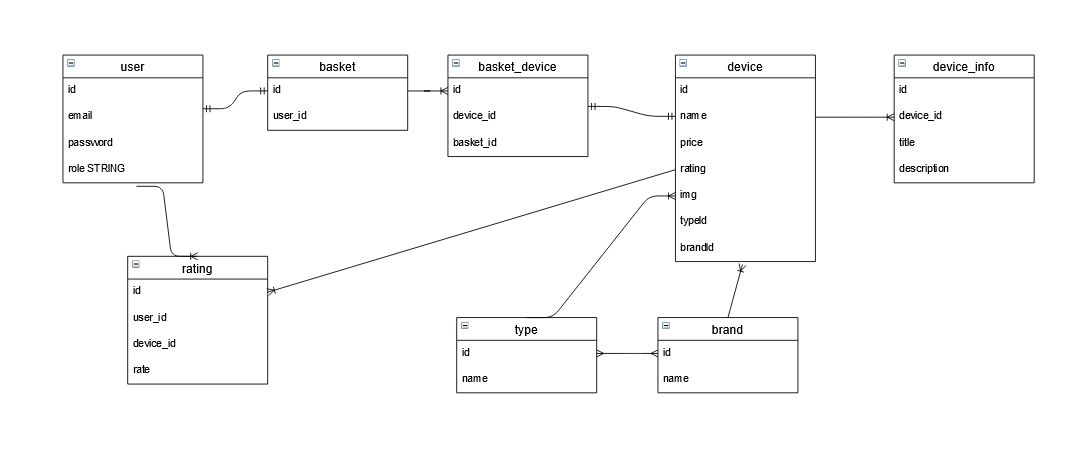 user
id
email
password
role STRING
basket
id
user_id
basket_device
id
device_id
basket_id
device
id
name
price
rating
img
typeId
brandId
device_info
id
device_id
title
description
rating
id
user_id
device_id
rate
type
id
name
brand
id
name